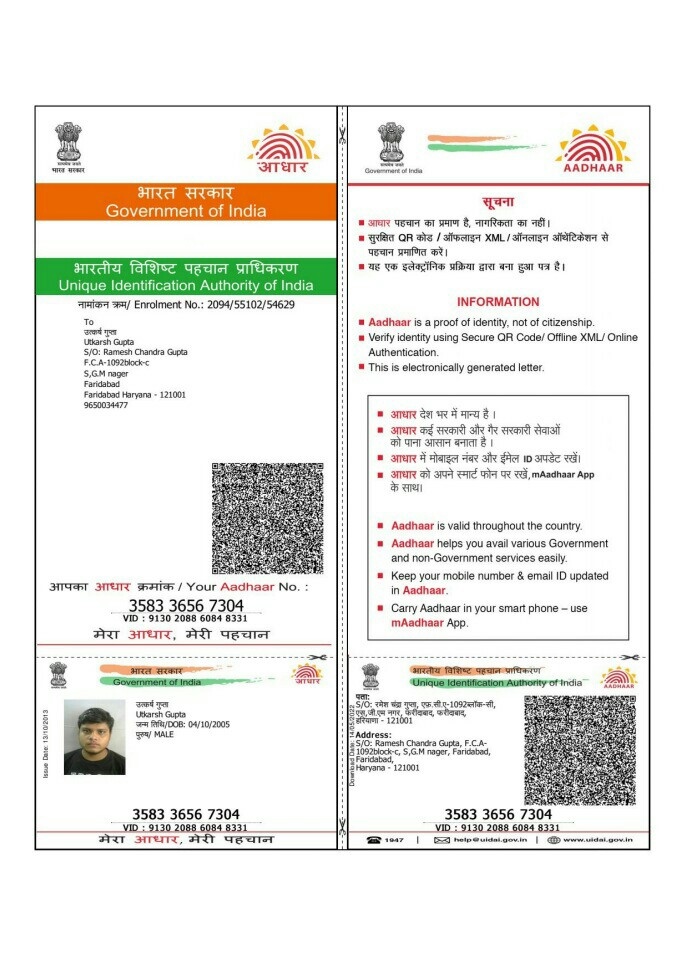 सत्यमेव जयते
भारत सरकार
आधार
भारत सरकार
Government of India
भारतीय विशिष्ट पहचान प्राधिकरण
Unique Identification Authority of India
नामांकन क्रम/ Enrolment No.: 2094/55102/54629
To
उत्कर्ष गुप्ता
Utkarsh Gupta
S/O: Ramesh Chandra Gupta
F.C.A-1092block-c
S,G.M nager
Faridabad
Faridabad Haryana - 121001
9650034477
आपका आधार क्रमांक / Your Aadhaar No. :
3583 3656 7304
VID : 9130 2088 6084 8331
मेरा आधार, मेरी पहचान
सत्यमेव जयते
Government of India
AADHAAR
सूचना
आधार पहचान का प्रमाण है, नागरिकता का नहीं।
सुरक्षित QR कोड / ऑफलाइन XML / ऑनलाइन ऑथेंटिकेशन से
पहचान प्रमाणित करें।
यह एक इलेक्ट्रॉनिक प्रक्रिया द्वारा बना हुआ पत्र है।
INFORMATION
Aadhaar is a proof of identity, not of citizenship.
Verify identity using Secure QR Code/ Offline XML/ Online
Authentication.
This is electronically generated letter.
आधार देश भर में मान्य है ।
आधार कई सरकारी और गैर सरकारी सेवाओं
को पाना आसान बनाता है ।
आधार में मोबाइल नंबर और ईमेल ID अपडेट रखें।
आधार को अपने स्मार्ट फोन पर रखें, mAadhaar App
के साथ।
Aadhaar is valid throughout the country.
Aadhaar helps you avail various Government
and non-Government services easily.
Keep your mobile number & email ID updated
in Aadhaar.
Carry Aadhaar in your smart phone – use
mAadhaar App.
भारत सरकार
Government of India
आधार
Issue Date: 13/10/2013
उत्कर्ष गुप्ता
Utkarsh Gupta
जन्म तिथि/DOB: 04/10/2005
पुरुष/ MALE
3583 3656 7304
VID : 9130 2088 6084 8331
मेरा आधार, मेरी पहचान
भारतीय विशिष्ट पहचान प्राधिकरण
Unique Identification Authority of India
AADHAAR
Download Date: 14/05/2022
पता:
S/O: रमेश चंद्रा गुप्ता, एफ़.सी.ए-1092ब्लॉक-सी,
एस,जी.एम नगर, फरीदाबाद, फरीदाबाद,
हरियाणा - 121001
Address:
S/O: Ramesh Chandra Gupta, F.C.A-
1092block-c, S,G.M nager, Faridabad,
Faridabad,
Haryana - 121001
3583 3656 7304
VID : 9130 2088 6084 8331
1947 | help@uidai.gov.in | www.uidai.gov.in